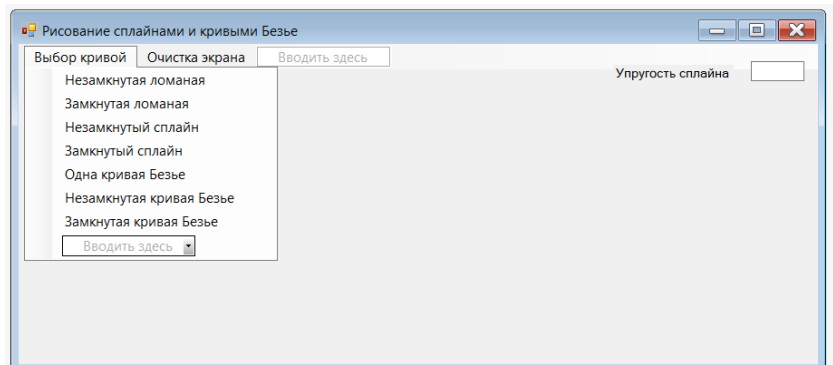 Рисование сплайнами и кривыми Безье
Выбор кривой Очистка экрана Вводить здесь
Упругость сплайна
Незамкнутая ломаная
Замкнутая ломаная
Незамкнутый сплайн
Замкнутый сплайн
Одна кривая Безье
Незамкнутая кривая Безье
Замкнутая кривая Безье
Вводить здесь